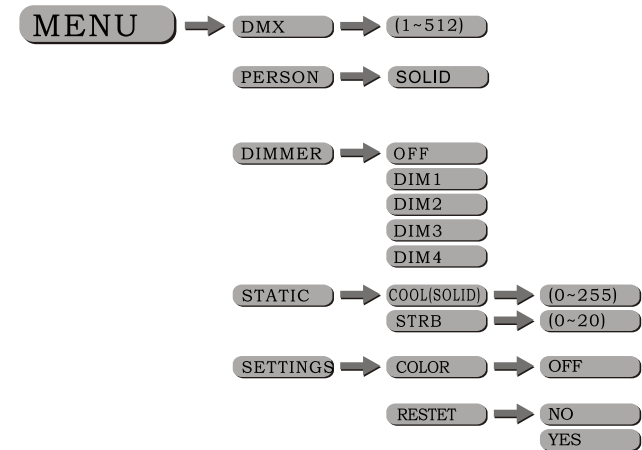 MENU DMX (1~512)
PERSON SOLID
DIMMER OFF
DIM1
DIM2
DIM3
DIM4
STATIC COOL(SOLID) (0~255)
STRB (0~20)
SETTINGS COLOR OFF
RESTET NO
YES